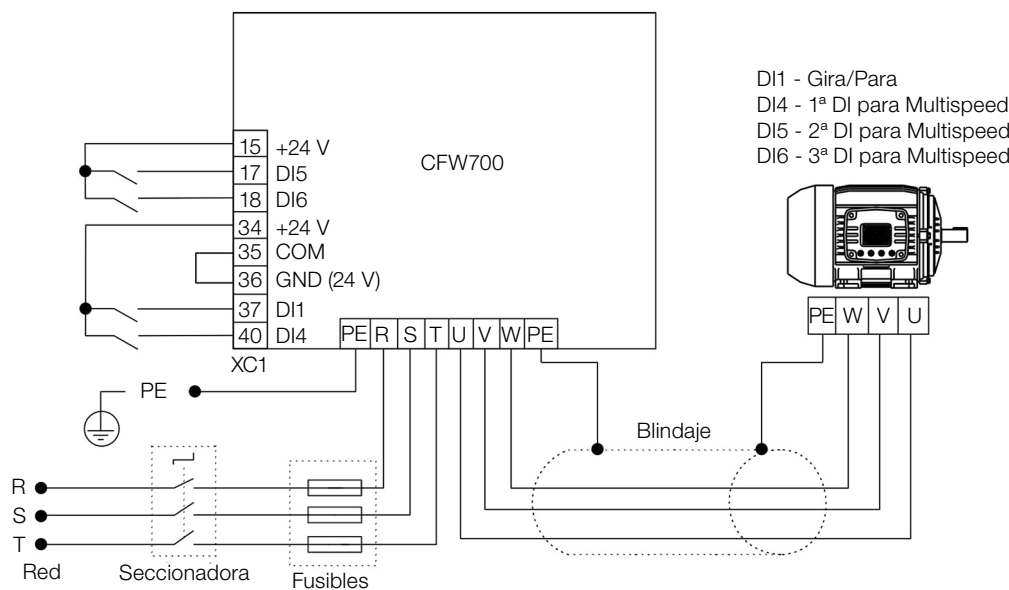 DI1 - Gira/Para
DI4 - 1ª DI para Multispeed
DI5 - 2ª DI para Multispeed
DI6 - 3ª DI para Multispeed
CFW700
15 +24 V
17 DI5
18 DI6
34 +24 V
35 COM
36 GND (24 V)
37 DI1
40 DI4
XC1
PE R S T U V W PE
PE W V U
PE
Blindaje
R
S
T
Red
Seccionadora
Fusibles